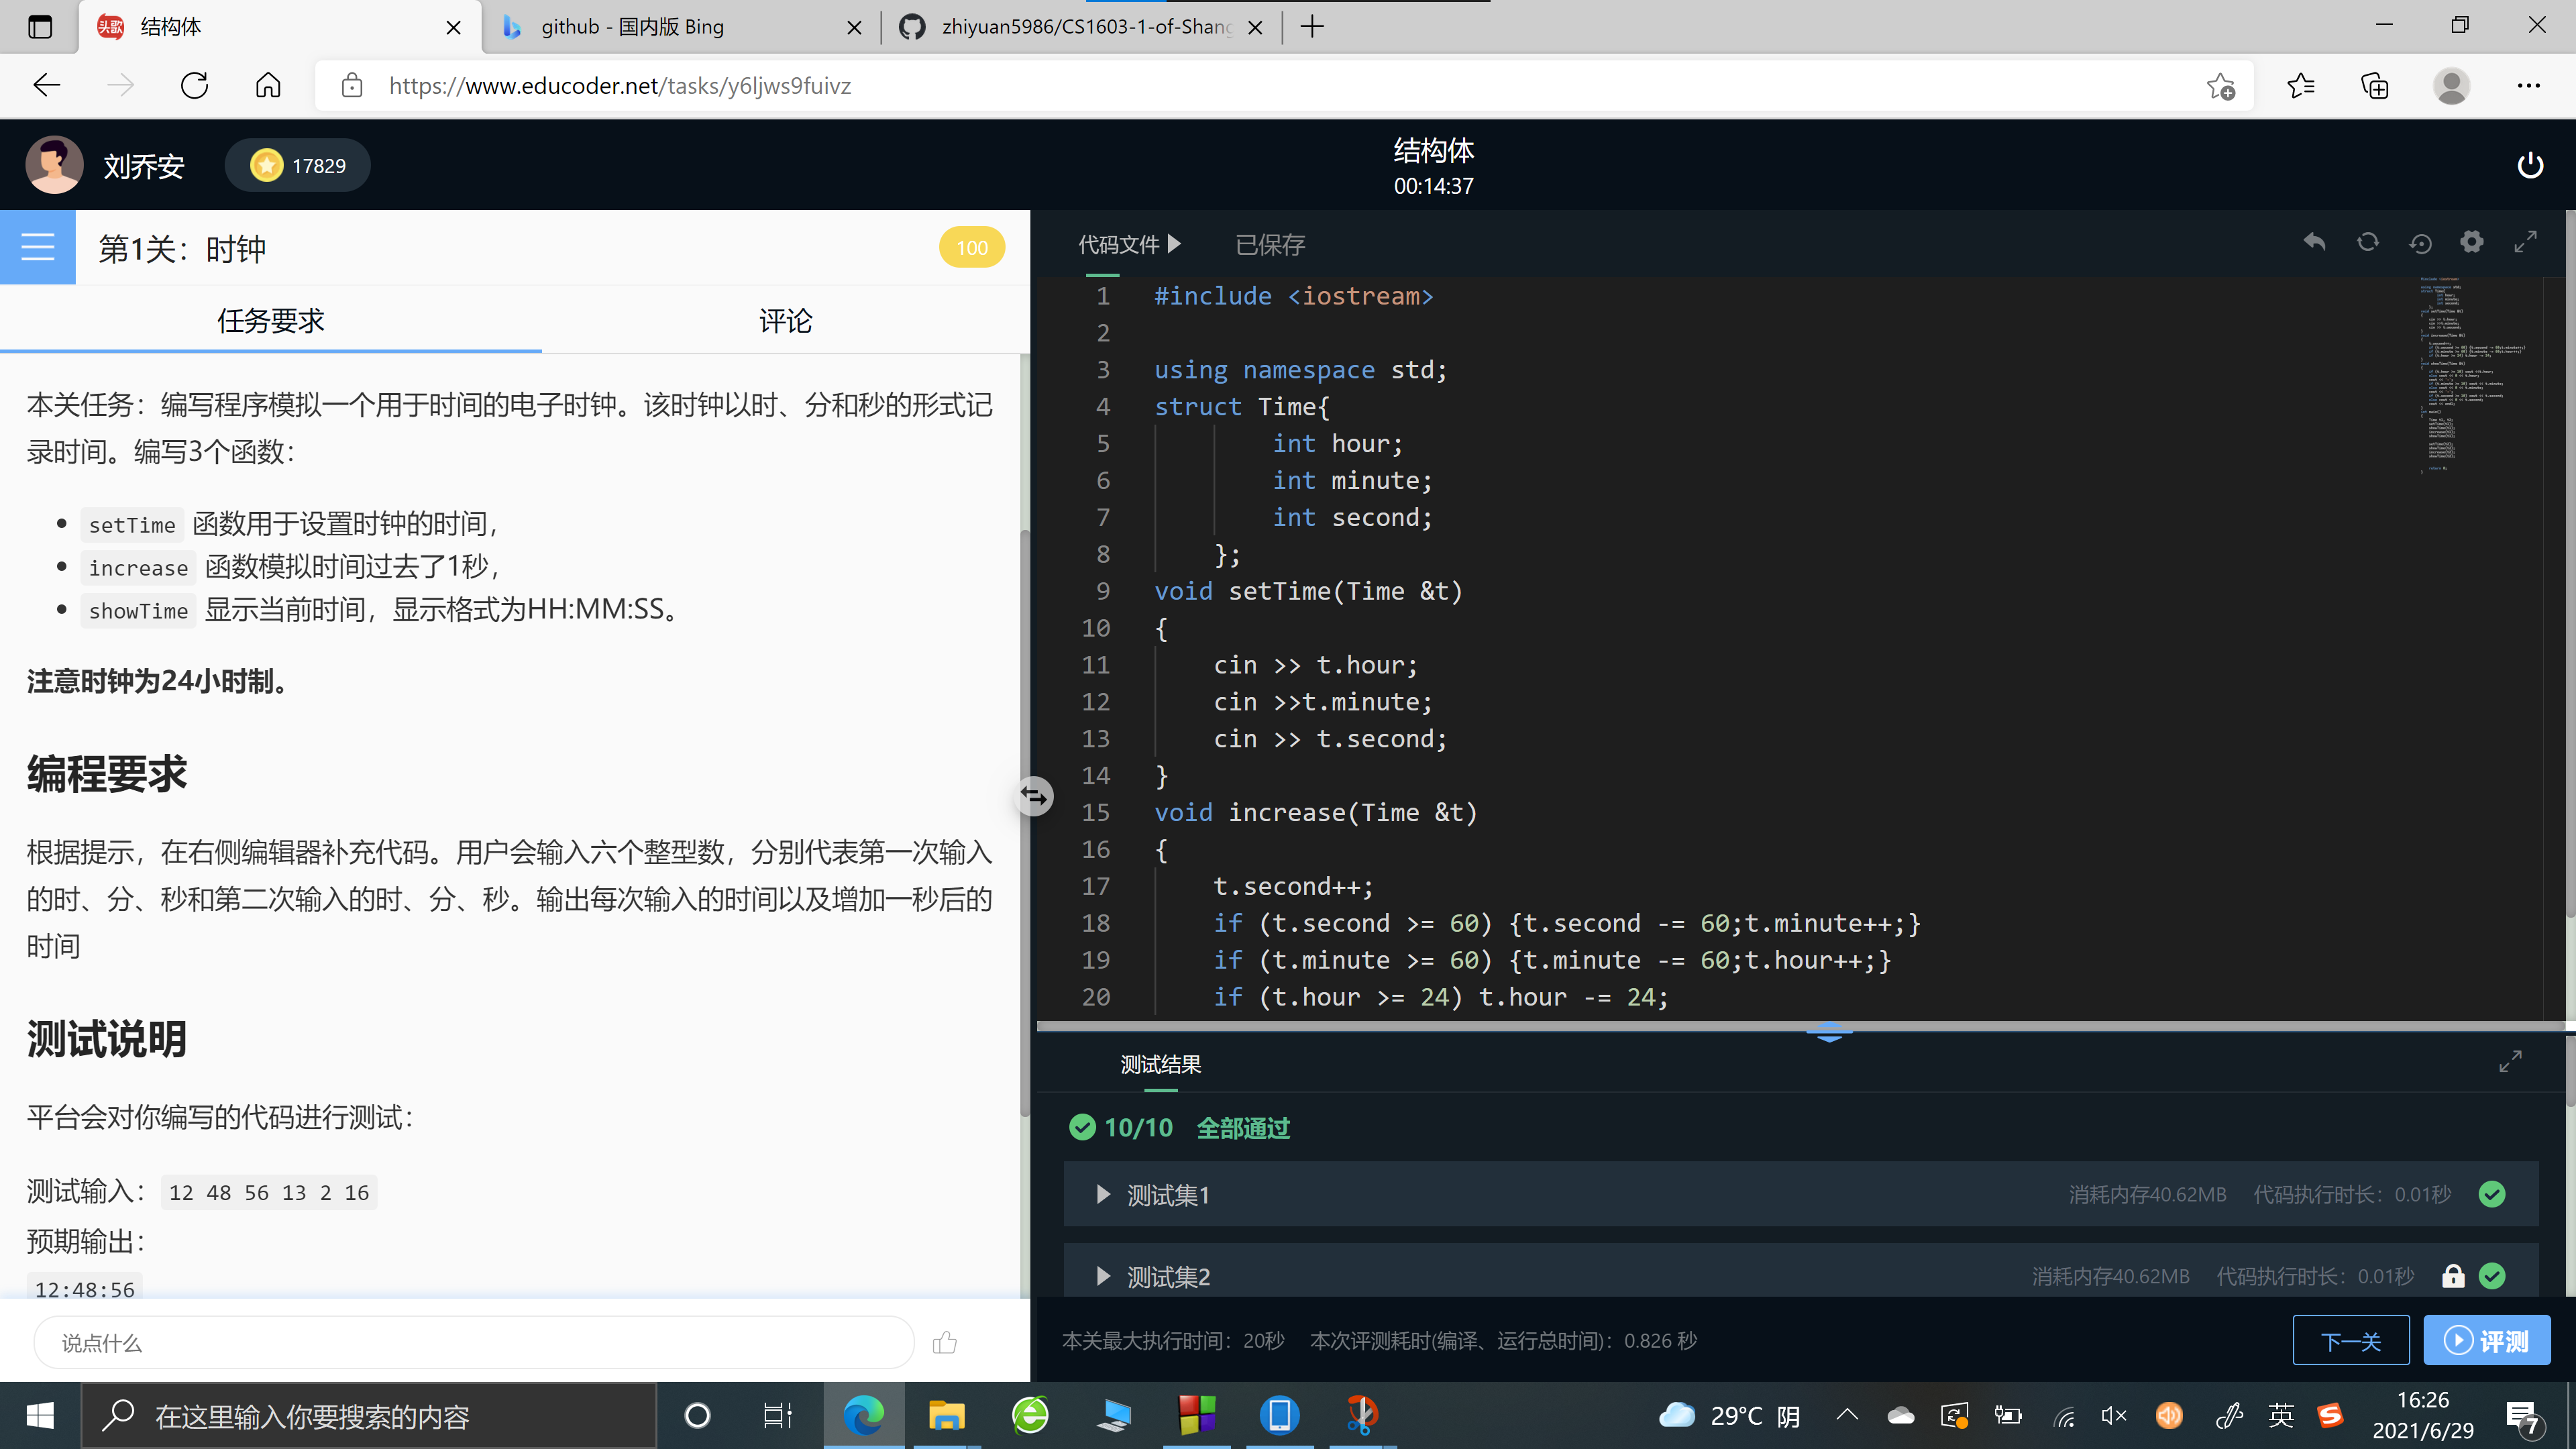 结构体
github - 国内版 Bing
zhiyuan5986/CS1603-1-of-Shang
https://www.educoder.net/tasks/y6ljws9fuivz
刘乔安
17829
结构体
00:14:37
第1关：时钟
100
任务要求
评论
本关任务：编写程序模拟一个用于时间的电子时钟。该时钟以时、分和秒的形式记
录时间。编写3个函数：
setTime 函数用于设置时钟的时间，
increase 函数模拟时间过去了1秒，
showTime 显示当前时间，显示格式为HH:MM:SS。
注意时钟为24小时制。
编程要求
根据提示，在右侧编辑器补充代码。用户会输入六个整型数，分别代表第一次输入
的时、分、秒和第二次输入的时、分、秒。输出每次输入的时间以及增加一秒后的
时间
测试说明
平台会对你编写的代码进行测试：
测试输入：12 48 56 13 2 16
预期输出：
12:48:56
说点什么
代码文件
已保存
1 #include <iostream>
2
3 using namespace std;
4 struct Time{
5 int hour;
6 int minute;
7 int second;
8 };
9 void setTime(Time &t)
10 {
11 cin >> t.hour;
12 cin >>t.minute;
13 cin >> t.second;
14 }
15 void increase(Time &t)
16 {
17 t.second++;
18 if (t.second >= 60) {t.second -= 60;t.minute++;}
19 if (t.minute >= 60) {t.minute -= 60;t.hour++;}
20 if (t.hour >= 24) t.hour -= 24;
测试结果
10/10 全部通过
测试集1
消耗内存40.62MB 代码执行时长：0.01秒
测试集2
消耗内存40.62MB 代码执行时长：0.01秒
本关最大执行时间：20秒 本次评测耗时(编译、运行总时间)：0.826 秒
下一关
评测
在这里输入你要搜索的内容
29°C 阴
英
16:26
2021/6/29
7